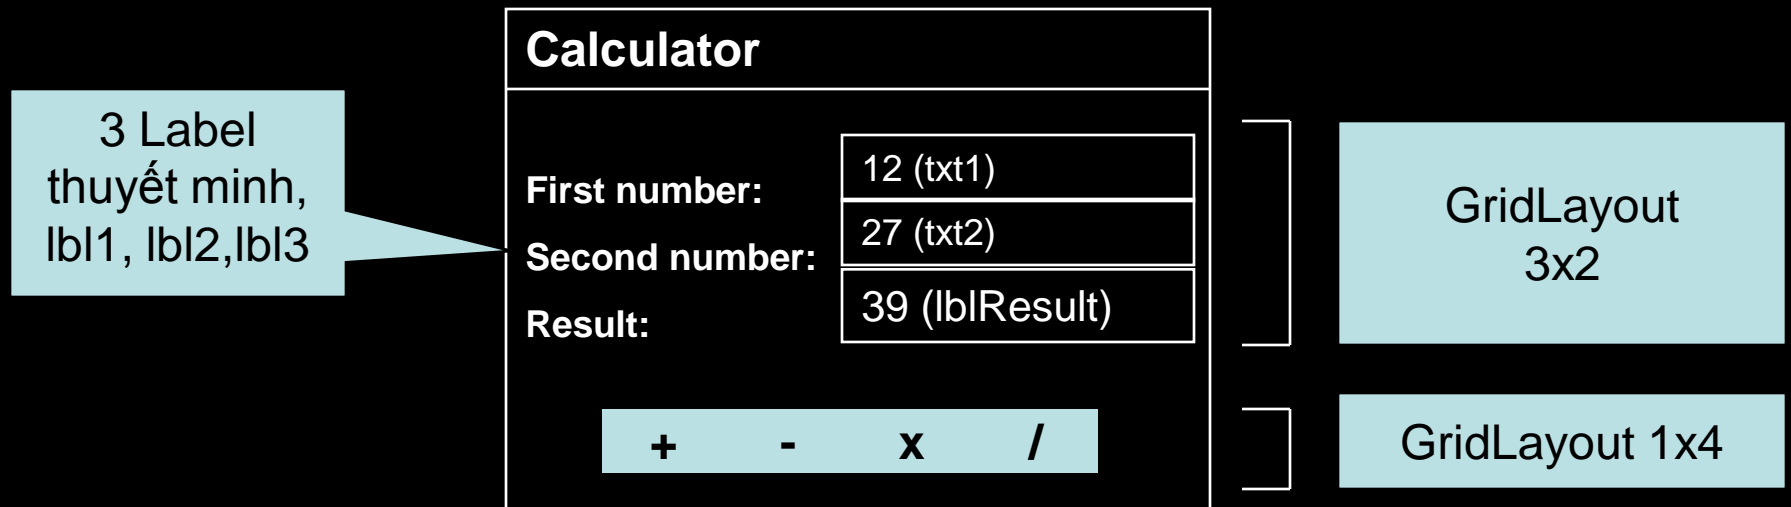 Calculator
3 Label
thuyết minh,
lbl1, lbl2,lbl3
First number:
12 (txt1)
Second number:
27 (txt2)
Result:
39 (lblResult)
GridLayout
3x2
+ - x /
GridLayout 1x4